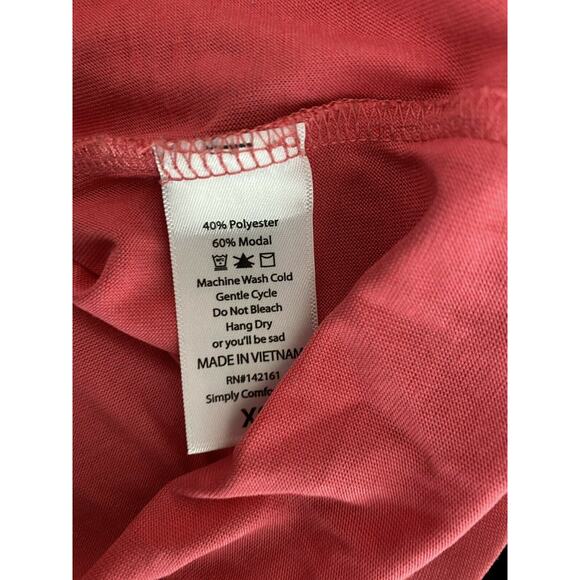 40% Polyester
60% Modal
Machine Wash Cold
Gentle Cycle
Do Not Bleach
Hang Dry
or you'll be sad
MADE IN VIETNAM
RN#142161
Simply